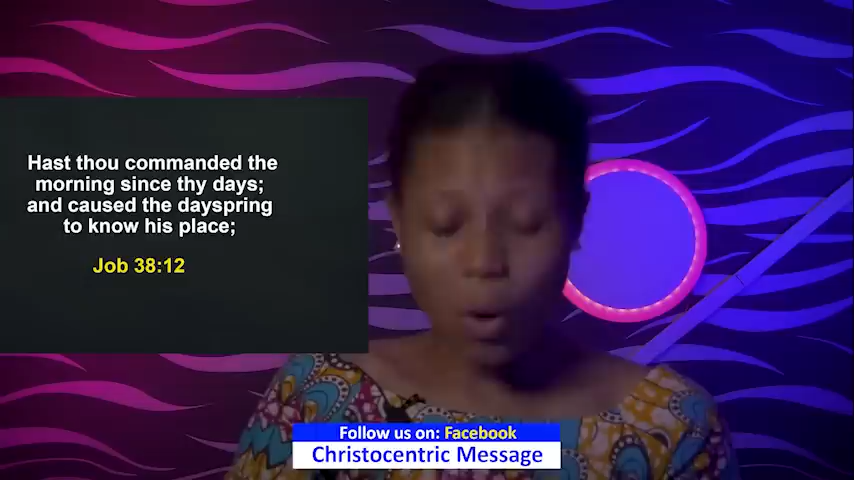 Hast thou commanded the
morning since thy days;
and caused the dayspring
to know his place;
Job 38:12
Follow us on: Facebook
Christocentric Message